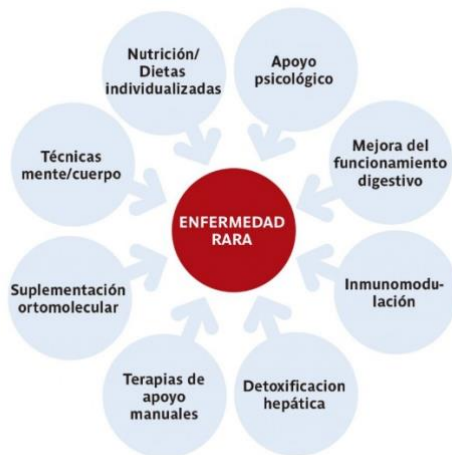 Nutrición/
Dietas
individualizadas
Apoyo
psicológico
Técnicas
mente/cuerpo
Mejora del
funcionamiento
digestivo
ENFERMEDAD
RARA
Suplementación
ortomolecular
Inmunomodu-
lación
Terapias de
apoyo
manuales
Detoxificacion
hepática